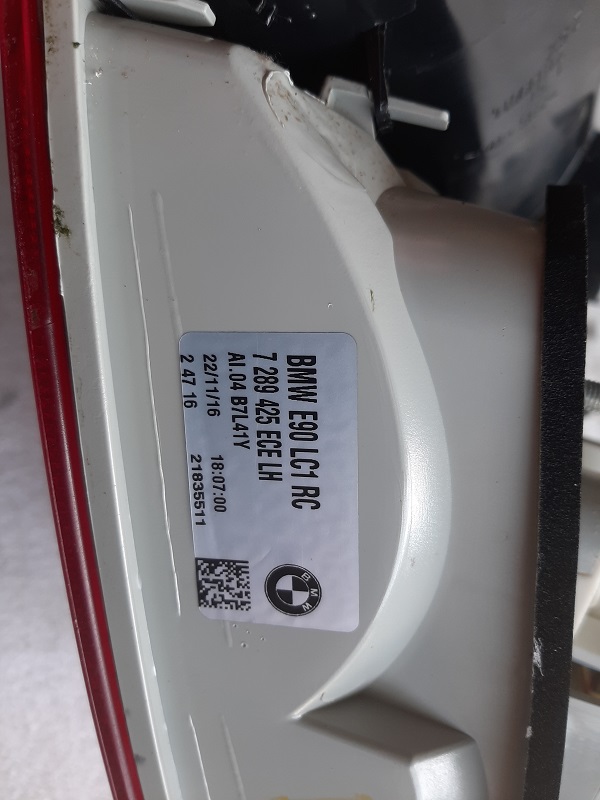 BMW E90 LC1 RC
7 289 425 ECE LH
AI.04 B7L41Y
22/11/16 18:07:00
2 47 16 21835511
BMW